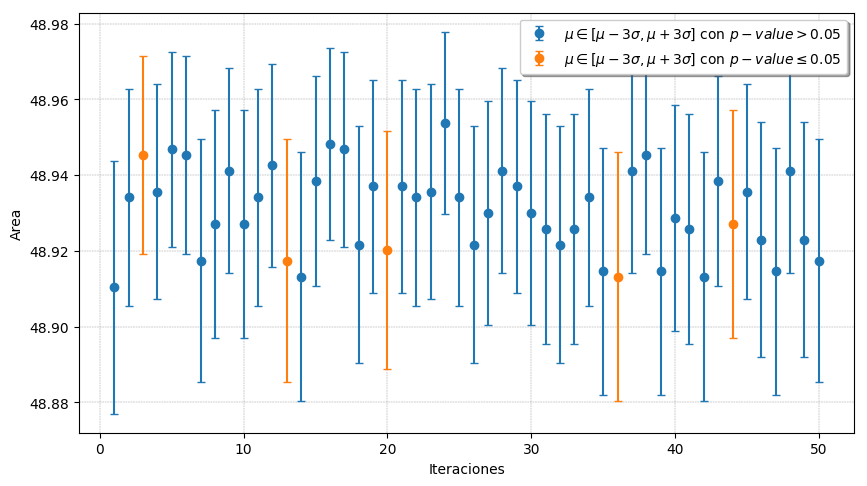 48.98
48.96
48.94
48.92
48.90
48.88
Area
μ ∈ [μ − 3σ, μ + 3σ] con p − value > 0.05
μ ∈ [μ − 3σ, μ + 3σ] con p − value ≤ 0.05
0 10 20 30 40 50
Iteraciones